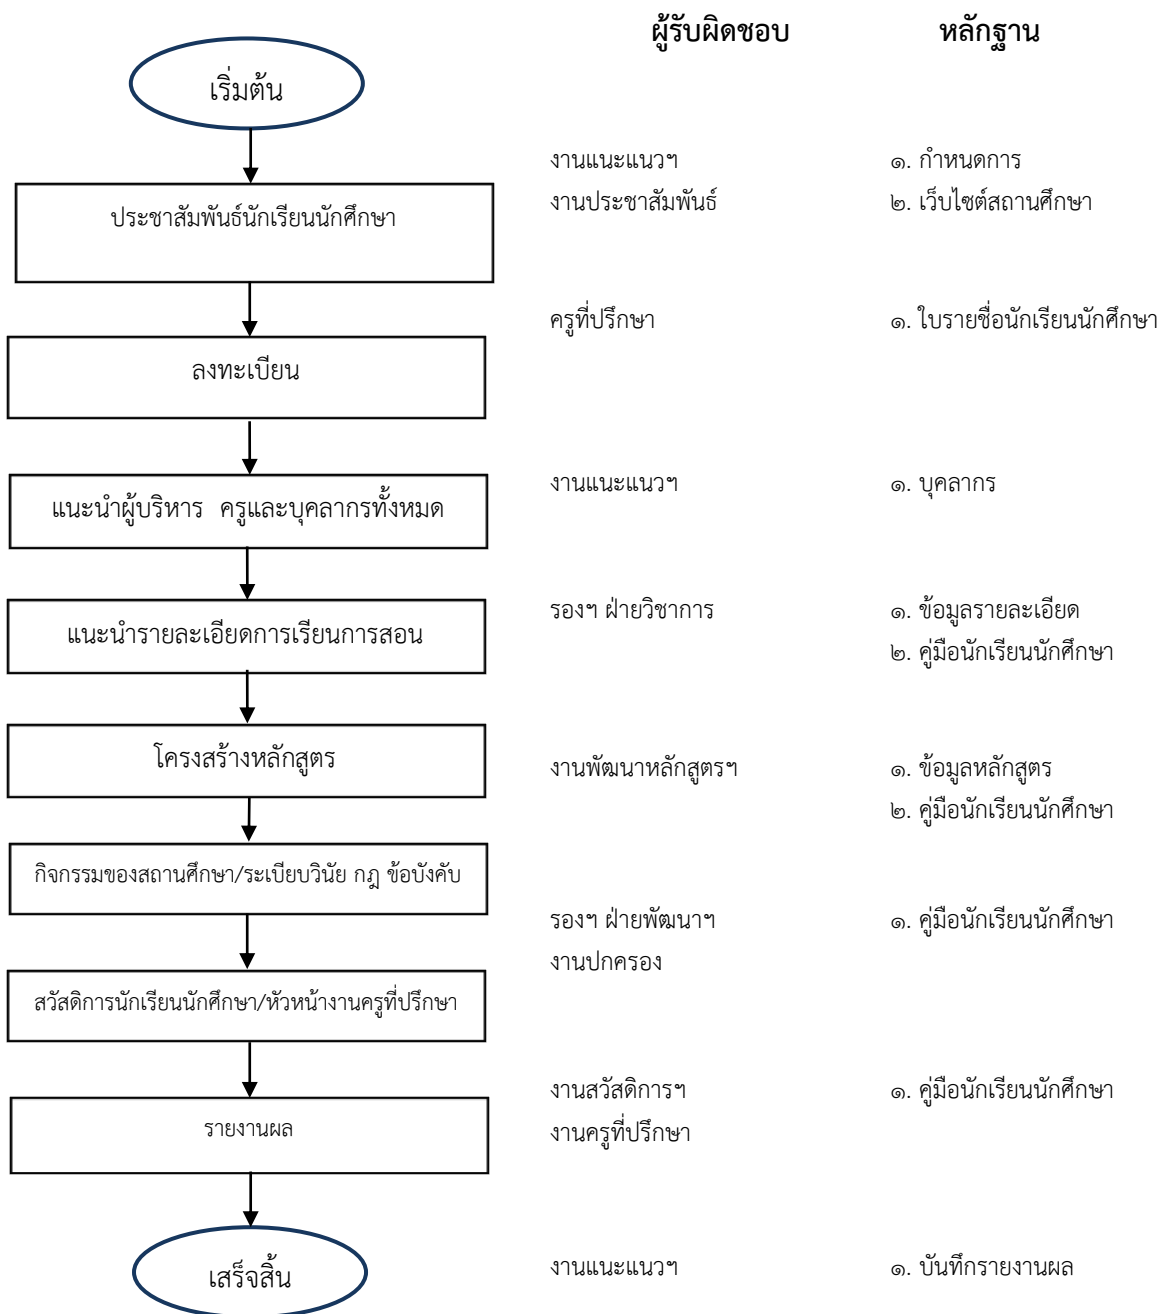 ผู้รับผิดชอบ หลักฐาน
เริ่มต้น
งานแนะแนวฯ ๑. กำหนดการ
ประชาสัมพันธ์นักเรียนนักศึกษา งานประชาสัมพันธ์ ๒. เว็บไซต์สถานศึกษา
ครูที่ปรึกษา ๑. ใบรายชื่อนักเรียนนักศึกษา
ลงทะเบียน
งานแนะแนวฯ ๑. บุคลากร
แนะนำผู้บริหาร ครูและบุคลากรทั้งหมด
รองฯ ฝ่ายวิชาการ ๑. ข้อมูลรายละเอียด
แนะนำรายละเอียดการเรียนการสอน ๒. คู่มือนักเรียนนักศึกษา
โครงสร้างหลักสูตร
งานพัฒนาหลักสูตรฯ ๑. ข้อมูลหลักสูตร
๒. คู่มือนักเรียนนักศึกษา
กิจกรรมของสถานศึกษา/ระเบียบวินัย กฎ ข้อบังคับ
รองฯ ฝ่ายพัฒนาฯ ๑. คู่มือนักเรียนนักศึกษา
งานปกครอง
สวัสดิการนักเรียนนักศึกษา/หัวหน้างานครูที่ปรึกษา
งานสวัสดิการฯ ๑. คู่มือนักเรียนนักศึกษา
รายงานผล งานครูที่ปรึกษา
เสร็จสิ้น งานแนะแนวฯ ๑. บันทึกรายงานผล